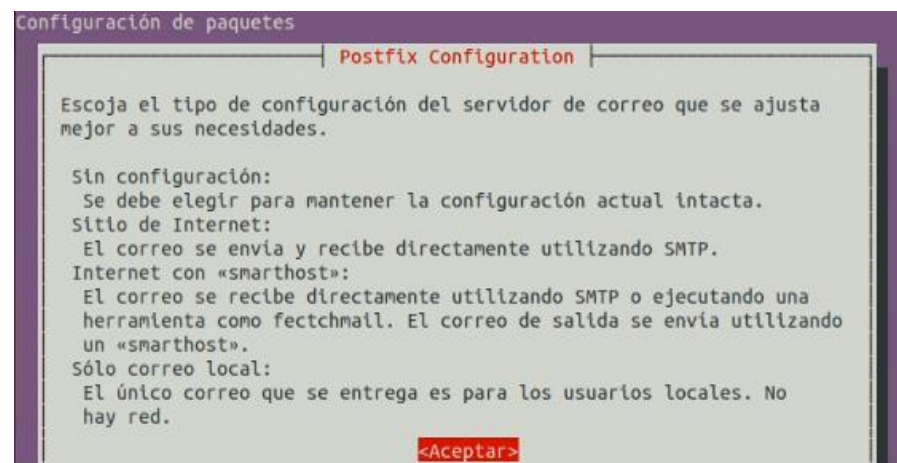 Configuración de paquetes
Postfix Configuration
Escoja el tipo de configuración del servidor de correo que se ajusta
mejor a sus necesidades.
Sin configuración:
Se debe elegir para mantener la configuración actual intacta.
Sitio de Internet:
El correo se envía y recibe directamente utilizando SMTP.
Internet con «smarthost»:
El correo se recibe directamente utilizando SMTP o ejecutando una
herramienta como fectchmail. El correo de salida se envía utilizando
un «smarthost».
Sólo correo local:
El único correo que se entrega es para los usuarios locales. No
hay red.
<Aceptar>